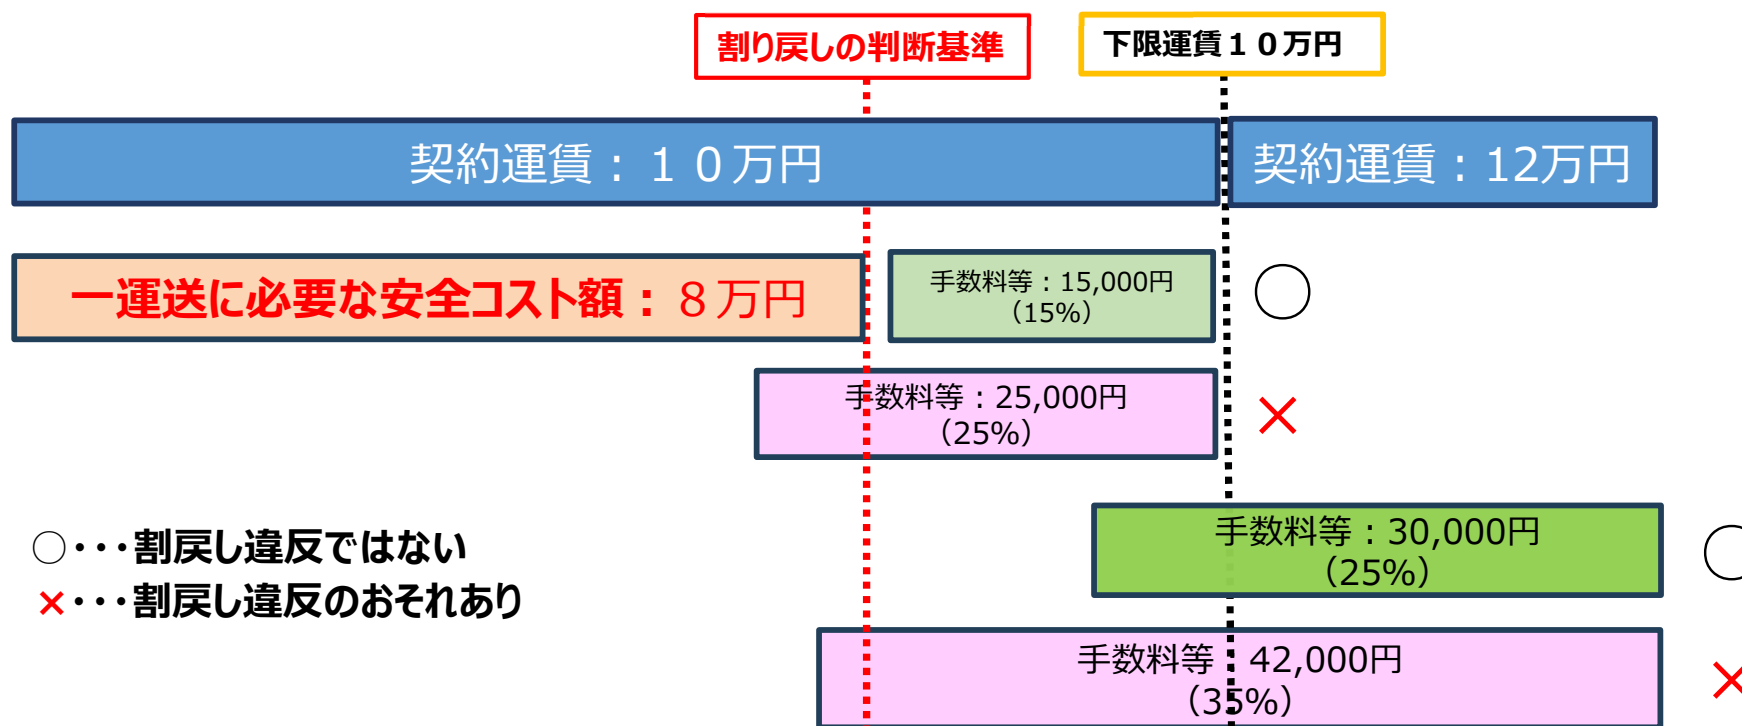 割り戻しの判断基準
下限運賃１０万円
契約運賃：１０万円
契約運賃：12万円
一運送に必要な安全コスト額：８万円
手数料等：15,000円
（15%）
○
手数料等：25,000円
（25%）
×
手数料等：30,000円
（25%）
○
○・・・割戻し違反ではない
×・・・割戻し違反のおそれあり
手数料等：42,000円
（35%）
×